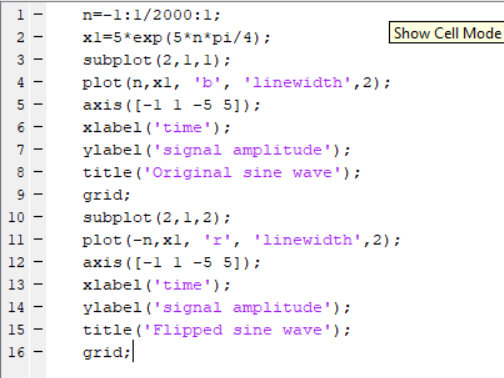 1 - n=-1:1/2000:1;
2 - x1=5*exp(5*n*pi/4);
Show Cell Mode
3 - subplot(2,1,1);
4 - plot(n,x1, 'b', 'linewidth',2);
5 - axis([-1 1 -5 5]);
6 - xlabel('time');
7 - ylabel('signal amplitude');
8 - title('Original sine wave');
9 - grid;
10 - subplot(2,1,2);
11 - plot(-n,x1, 'r', 'linewidth',2);
12 - axis([-1 1 -5 5]);
13 - xlabel('time');
14 - ylabel('signal amplitude');
15 - title('Flipped sine wave');
16 - grid;